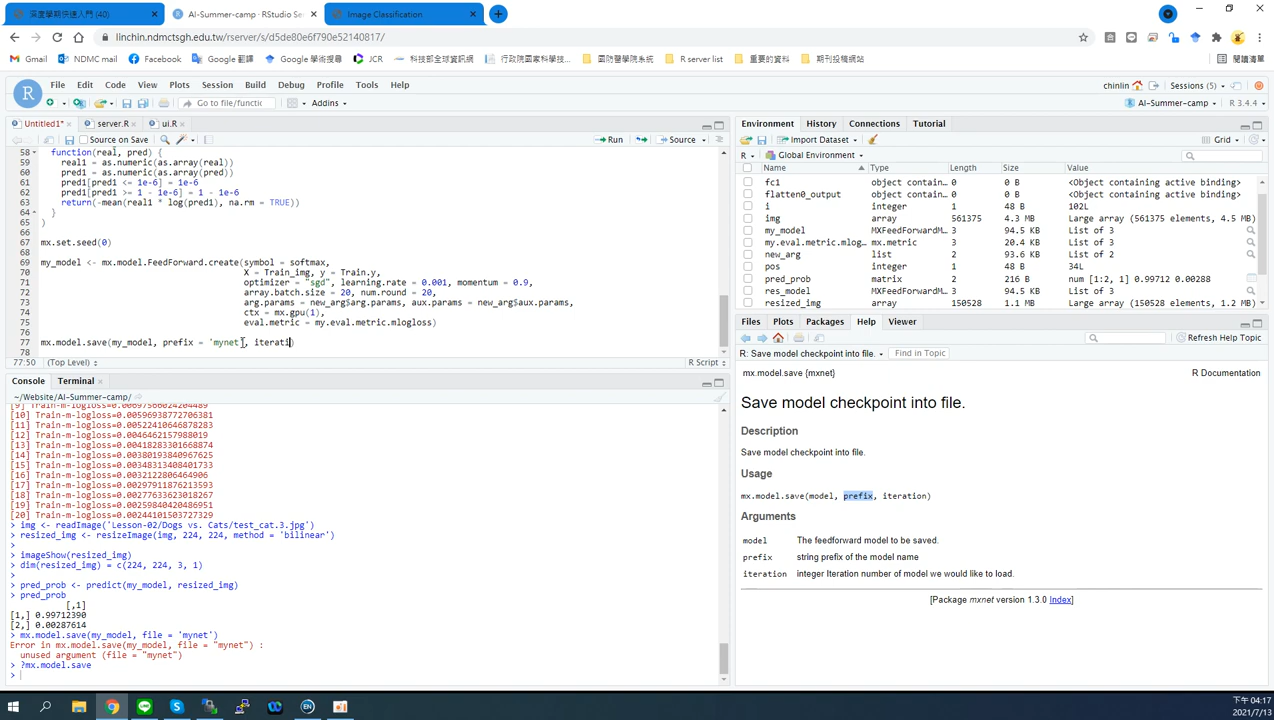 深度學期快速入門 (40)
AI-Summer-camp · RStudio Serve
Image Classification
linchin.ndmctsgh.edu.tw/rserver/s/d5de80e6f790e52140817/
Gmail NDMC mail Facebook Google 翻譯 Google 學術搜尋 JCR 科技部全球資訊網 行政院國家科學技... 國防醫學院系統 R server list 重要的資料 期刊投稿網站 閱讀清單
File Edit Code View Plots Session Build Debug Profile Tools Help
chinlin Sessions (5)
Go to file/functic Addins
AI-Summer-camp R 3.4.4
Untitled1* server.R ui.R
Source on Save Run Source
58 function(real, pred) {
59 real1 = as.numeric(as.array(real))
60 pred1 = as.numeric(as.array(pred))
61 pred1[pred1 <= 1e-6] = 1e-6
62 pred1[pred1 >= 1 - 1e-6] = 1 - 1e-6
63 return(-mean(real1 * log(pred1), na.rm = TRUE))
64 }
65 )
66
67 mx.set.seed(0)
68
69 my_model <- mx.model.FeedForward.create(symbol = softmax,
70 X = Train_img, y = Train.y,
71 optimizer = "sgd", learning.rate = 0.001, momentum = 0.9,
72 array.batch.size = 20, num.round = 20,
73 arg.params = new_arg$arg.params, aux.params = new_arg$aux.params,
74 ctx = mx.gpu(1),
75 eval.metric = my.eval.metric.mlogloss)
76
77 mx.model.save(my_model, prefix = 'mynet', iterati)
78
77:50 (Top Level) R Script
Console Terminal
~/Website/AI-Summer-camp/
[9] Train-m-logloss=0.00697566024204489
[10] Train-m-logloss=0.00596938772706381
[11] Train-m-logloss=0.00522410646878283
[12] Train-m-logloss=0.0046462157988019
[13] Train-m-logloss=0.00418283301668874
[14] Train-m-logloss=0.00380193840967625
[15] Train-m-logloss=0.00348313408401733
[16] Train-m-logloss=0.0032122806464906
[17] Train-m-logloss=0.00297911876213593
[18] Train-m-logloss=0.00277633623018267
[19] Train-m-logloss=0.00259840420486951
[20] Train-m-logloss=0.00244101503727329
> img <- readImage('Lesson-02/Dogs vs. Cats/test_cat.3.jpg')
> resized_img <- resizeImage(img, 224, 224, method = 'bilinear')
>
> imageShow(resized_img)
> dim(resized_img) = c(224, 224, 3, 1)
>
> pred_prob <- predict(my_model, resized_img)
> pred_prob
[,1]
[1,] 0.99712390
[2,] 0.00287614
> mx.model.save(my_model, file = 'mynet')
Error in mx.model.save(my_model, file = "mynet") :
unused argument (file = "mynet")
> ?mx.model.save
>
Environment History Connections Tutorial
Import Dataset Grid
R Global Environment
Name Type Length Size Value
fc1 object contain… 0 0 B <Object containing active binding>
flatten0_output object contain… 0 0 B <Object containing active binding>
i integer 1 48 B 102L
img array 561375 4.3 MB Large array (561375 elements, 4.5 MB)
my_model MXFeedForwardM… 3 94.5 KB List of 3
my.eval.metric.mlog… mx.metric 3 20.4 KB List of 3
new_arg list 2 93.6 KB List of 2
pos integer 1 48 B 34L
pred_prob matrix 2 216 B num [1:2, 1] 0.99712 0.00288
res_model MXFeedForwardM… 3 94.5 KB List of 3
resized_img array 150528 1.1 MB Large array (150528 elements, 1.2 MB)
Files Plots Packages Help Viewer
Refresh Help Topic
R: Save model checkpoint into file. Find in Topic
mx.model.save {mxnet} R Documentation
Save model checkpoint into file.
Description
Save model checkpoint into file.
Usage
mx.model.save(model, prefix, iteration)
Arguments
model The feedforward model to be saved.
prefix string prefix of the model name
iteration integer Iteration number of model we would like to load.
[Package mxnet version 1.3.0 Index]
下午 04:17
2021/7/13